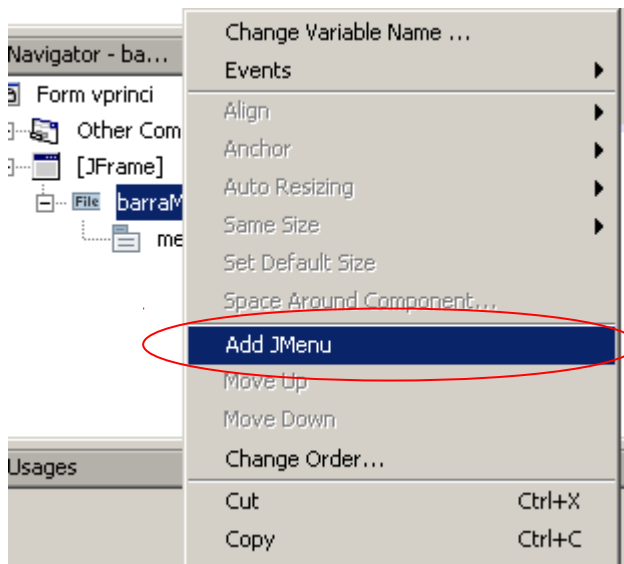 Navigator - ba...
Form vprinci
Other Com
[JFrame]
File barraM
me
Usages
Change Variable Name ...
Events
Align
Anchor
Auto Resizing
Same Size
Set Default Size
Space Around Component...
Add JMenu
Move Up
Move Down
Change Order...
Cut Ctrl+X
Copy Ctrl+C